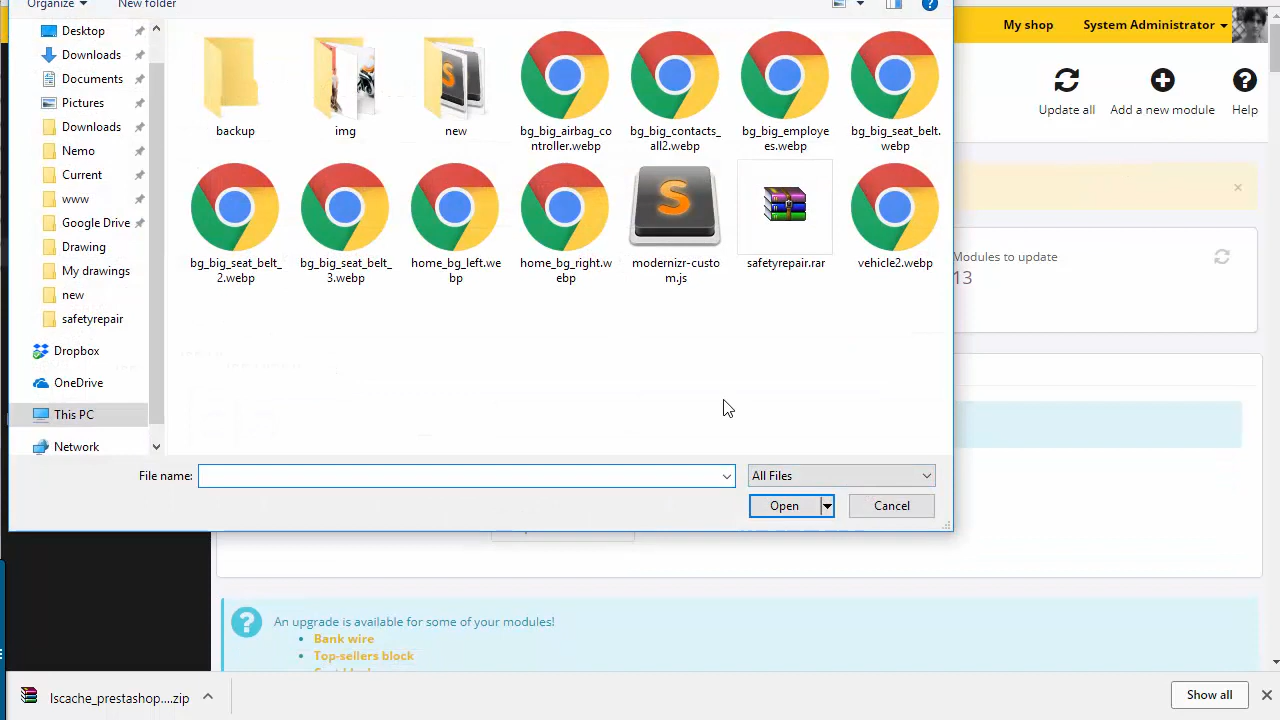 Organize
New folder
?
My shop
System Administrator
Update all
Add a new module
Help
Desktop
Downloads
Documents
Pictures
Downloads
Nemo
Current
www
Google Drive
Drawing
My drawings
new
safetyrepair
Dropbox
OneDrive
This PC
Network
backup
img
new
bg_big_airbag_co
ntroller.webp
bg_big_contacts_
all2.webp
bg_big_employe
es.webp
bg_big_seat_belt.
webp
bg_big_seat_belt_
2.webp
bg_big_seat_belt_
3.webp
home_bg_left.we
bp
home_bg_right.w
ebp
modernizr-custo
m.js
safetyrepair.rar
vehicle2.webp
×
Modules to update
13
File name:
All Files
Open
Cancel
?
An upgrade is available for some of your modules!
• Bank wire
• Top-sellers block
lscache_prestashop....zip
Show all